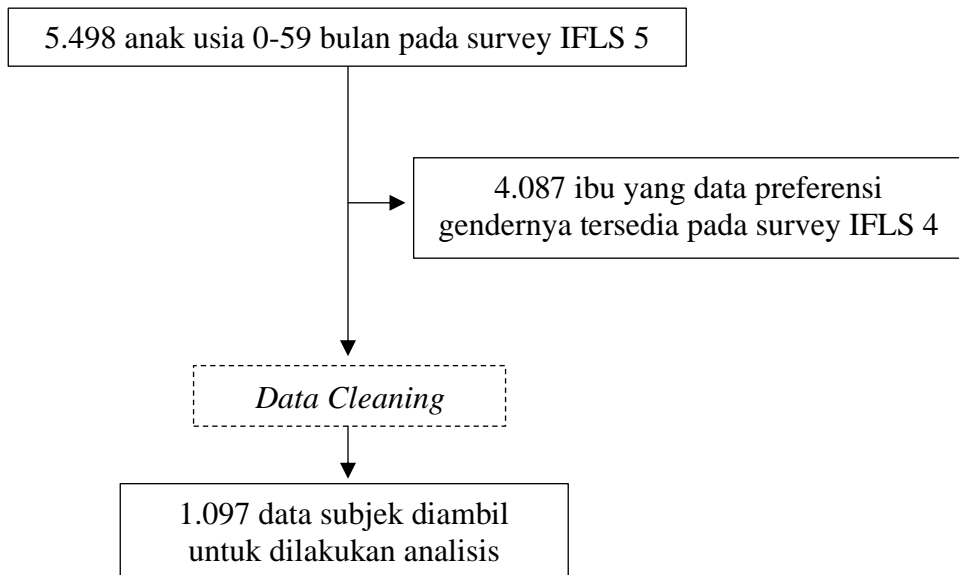 5.498 anak usia 0-59 bulan pada survey IFLS 5
4.087 ibu yang data preferensi
gendernya tersedia pada survey IFLS 4
Data Cleaning
1.097 data subjek diambil
untuk dilakukan analisis